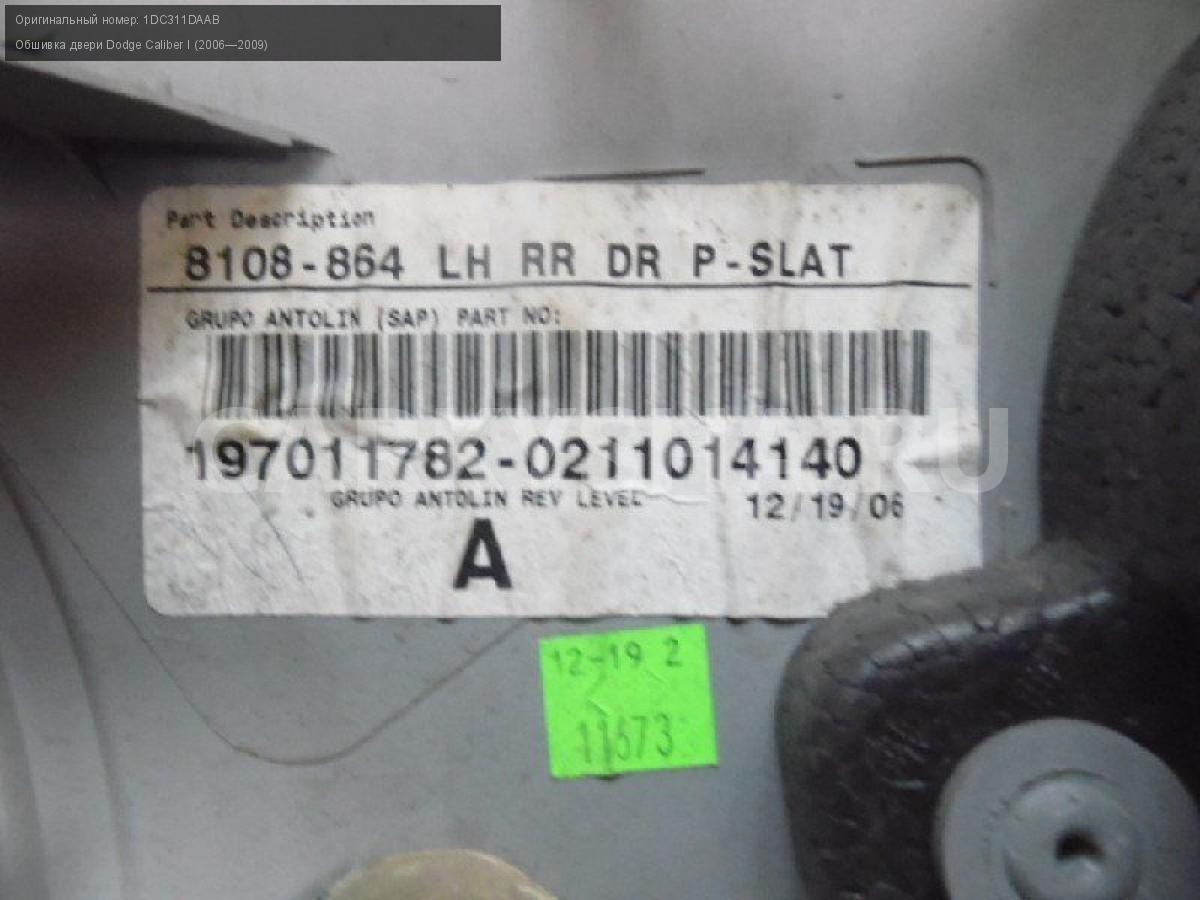 Оригинальный номер: 1DC311DAAB
Обшивка двери Dodge Caliber I (2006—2009)
Part Description
8108-864 LH RR DR P-SLAT
GRUPO ANTOLIN (SAP) PART NO:
197011782-0211014140
GRUPO ANTOLIN REV LEVEL
12/19/06
A
12-19 2
11673